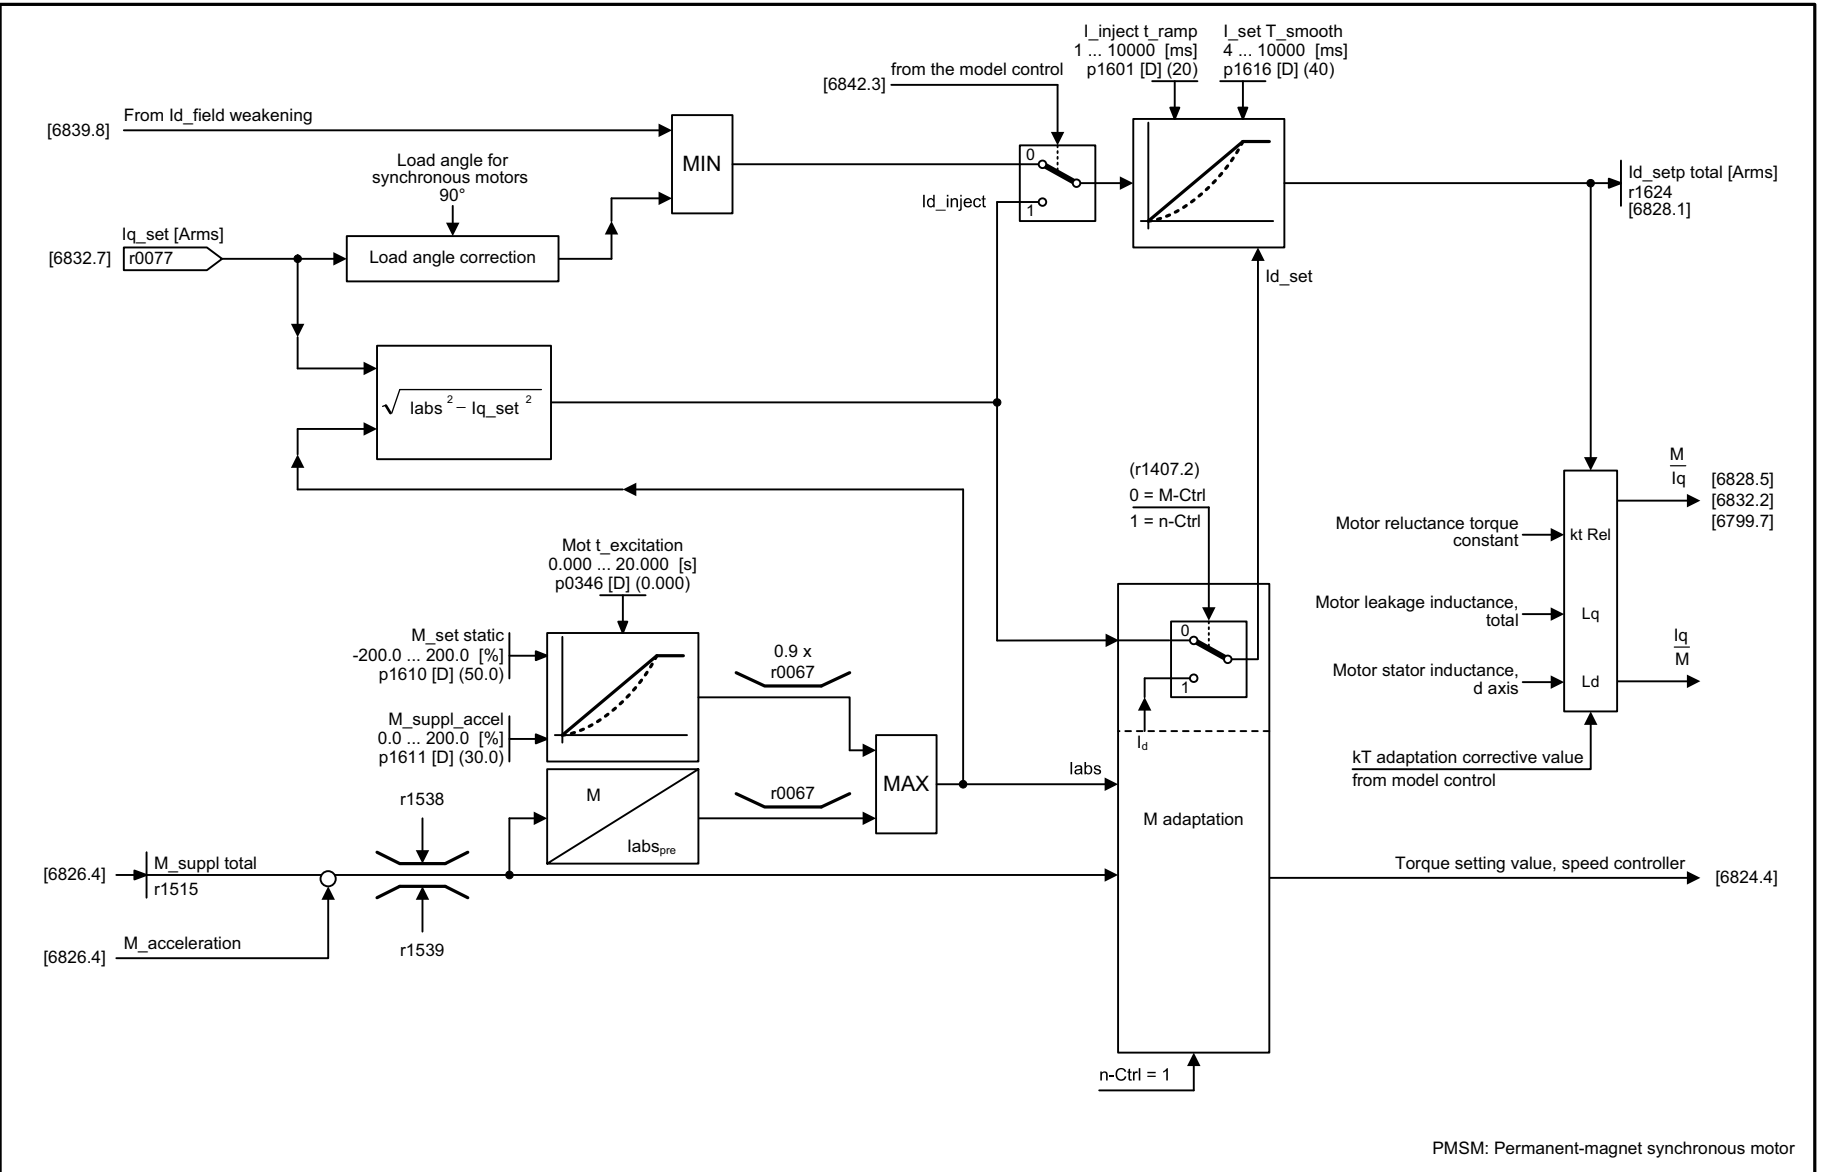 I_inject t_ramp
1 ... 10000 [ms]
p1601 [D] (20)
I_set T_smooth
4 ... 10000 [ms]
p1616 [D] (40)
from the model control
[6842.3]
From Id_field weakening
[6839.8]
Load angle for
synchronous motors
90°
MIN
0
Id_inject
1
Id_setp total [Arms]
r1624
[6828.1]
Iq_set [Arms]
[6832.7]
r0077
Load angle correction
Id_set
√ Iabs ² – Iq_set ²
(r1407.2)
0 = M-Ctrl
1 = n-Ctrl
M
Iq
[6828.5]
[6832.2]
[6799.7]
Motor reluctance torque
constant
kt Rel
Mot t_excitation
0.000 ... 20.000 [s]
p0346 [D] (0.000)
Motor leakage inductance,
total
Lq
M_set static
-200.0 ... 200.0 [%]
p1610 [D] (50.0)
0.9 x
r0067
0
1
Iq
M
Motor stator inductance,
d axis
Ld
M_suppl_accel
0.0 ... 200.0 [%]
p1611 [D] (30.0)
Id
kT adaptation corrective value
from model control
Iabs
MAX
r0067
r1538
M
Iabspre
M adaptation
M_suppl total
[6826.4]
r1515
Torque setting value, speed controller
[6824.4]
M_acceleration
[6826.4]
r1539
n-Ctrl = 1
PMSM: Permanent-magnet synchronous motor